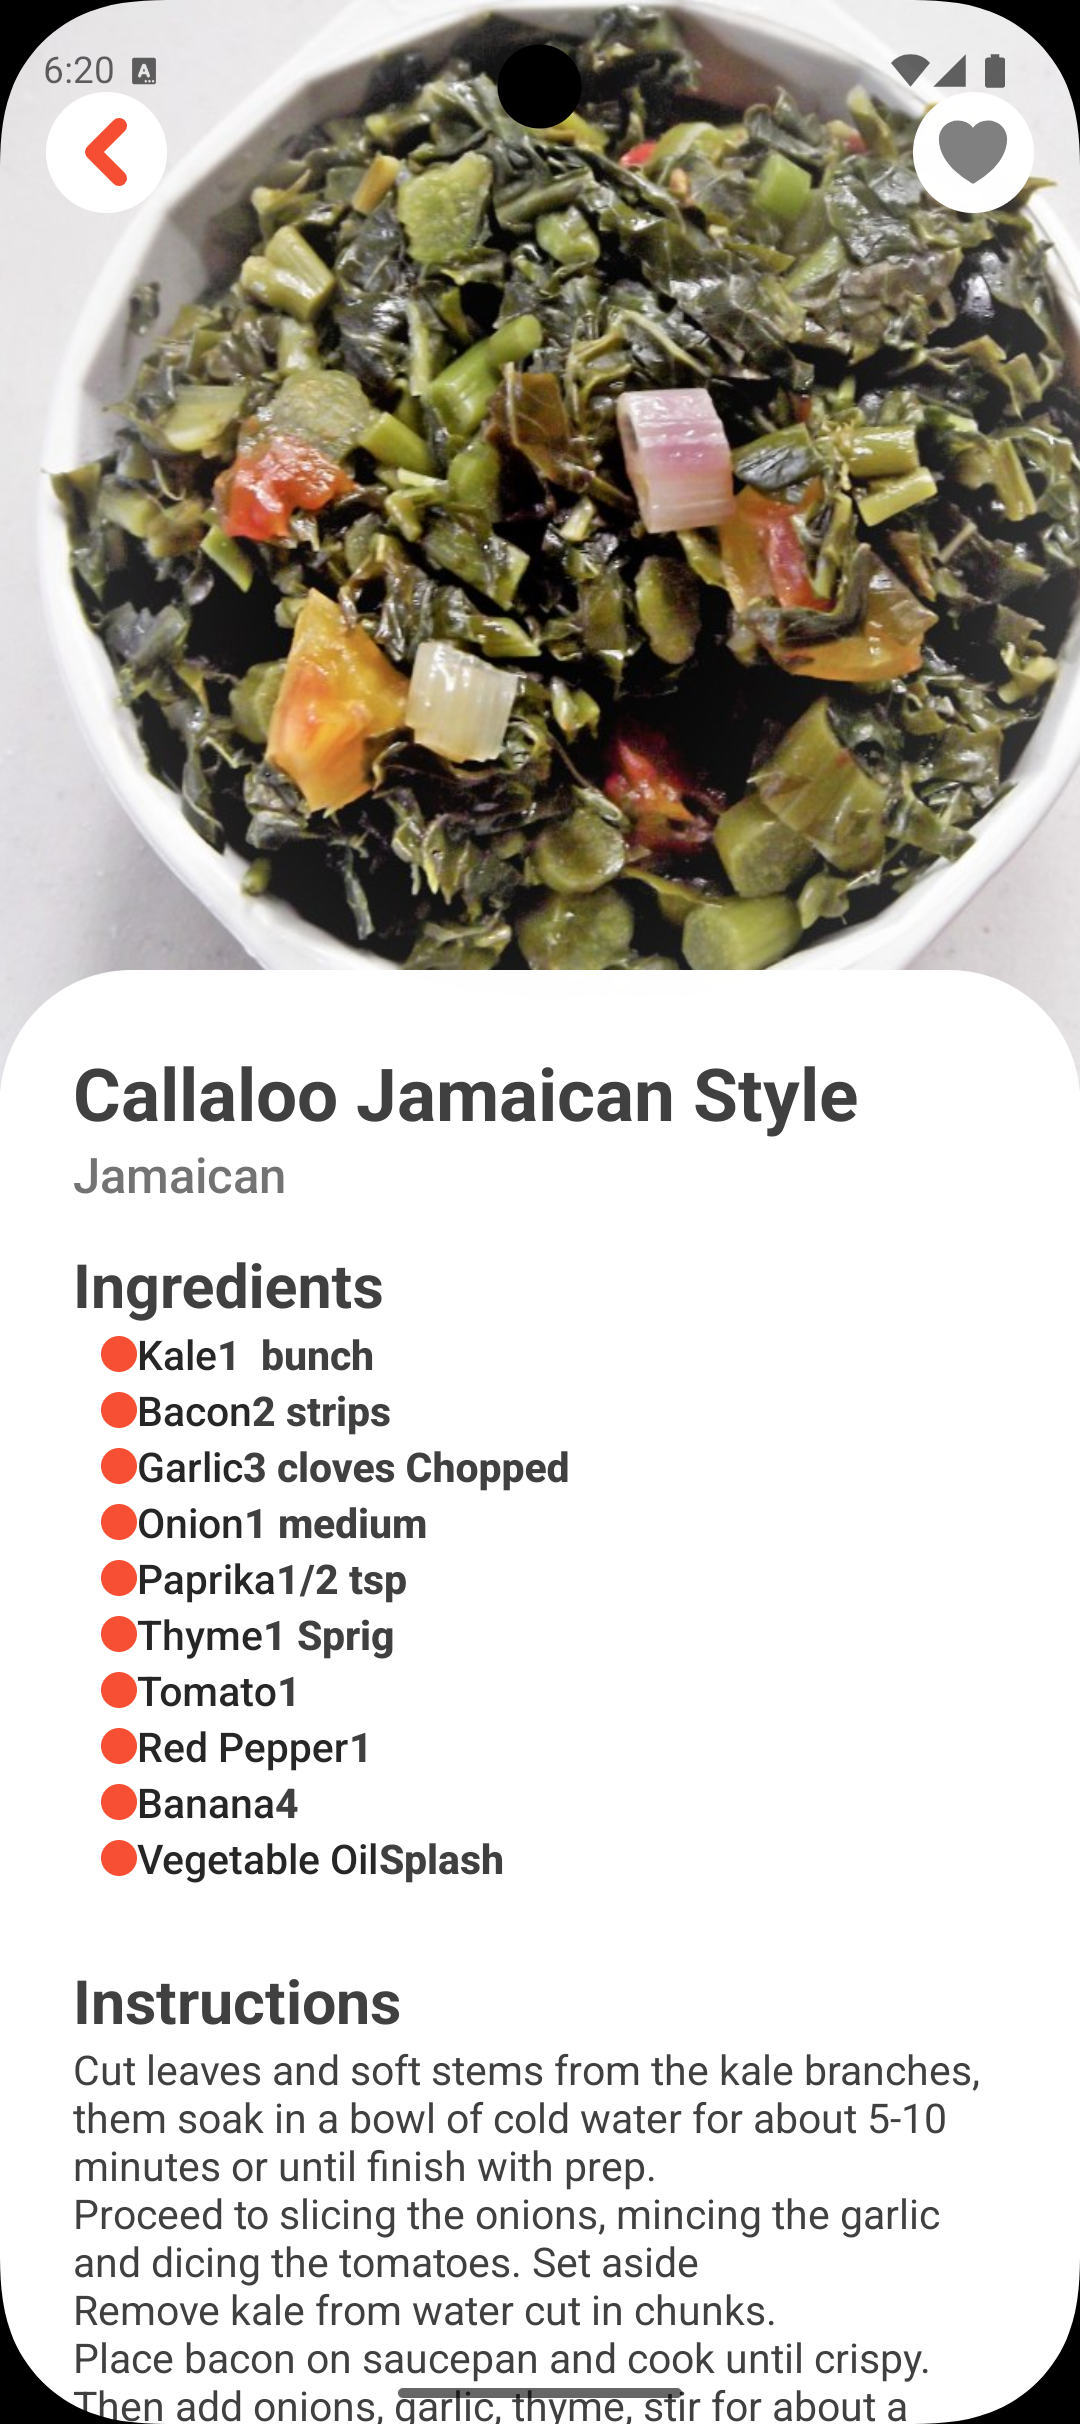 6:20
Callaloo Jamaican Style
Jamaican
Ingredients
Kale1  bunch
Bacon2 strips
Garlic3 cloves Chopped
Onion1 medium
Paprika1/2 tsp
Thyme1 Sprig
Tomato1
Red Pepper1
Banana4
Vegetable OilSplash
Instructions
Cut leaves and soft stems from the kale branches,
them soak in a bowl of cold water for about 5-10
minutes or until finish with prep.
Proceed to slicing the onions, mincing the garlic
and dicing the tomatoes. Set aside
Remove kale from water cut in chunks.
Place bacon on saucepan and cook until crispy.
Then add onions, garlic, thyme, stir for about a